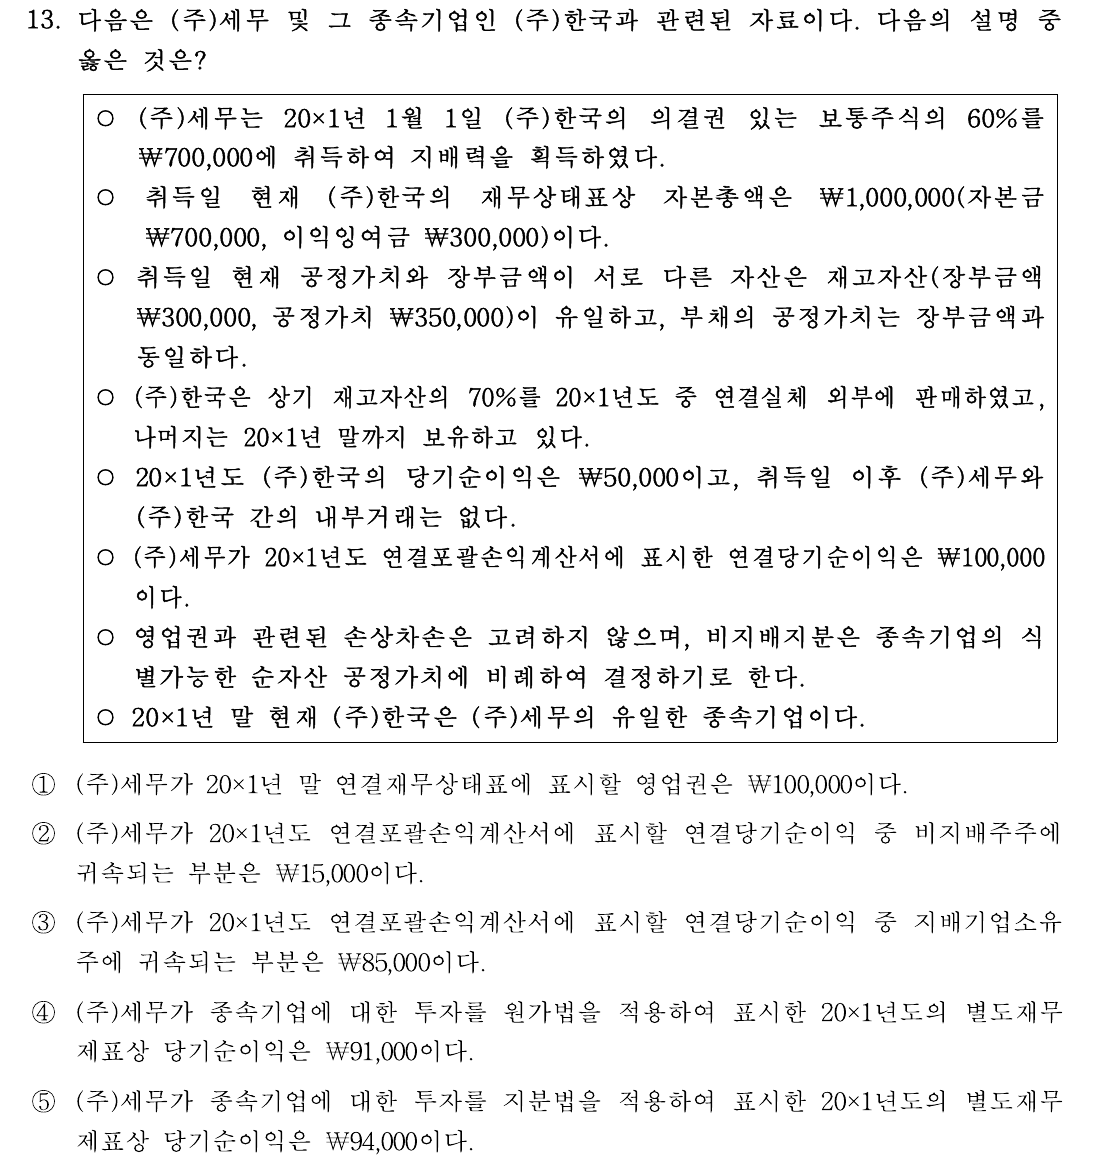 13. 다음은 (주)세무 및 그 종속기업인 (주)한국과 관련된 자료이다. 다음의 설명 중
옳은 것은?
○ (주)세무는 20×1년 1월 1일 (주)한국의 의결권 있는 보통주식의 60%를
₩700,000에 취득하여 지배력을 획득하였다.
○ 취득일 현재 (주)한국의 재무상태표상 자본총액은 ₩1,000,000(자본금
₩700,000, 이익잉여금 ₩300,000)이다.
○ 취득일 현재 공정가치와 장부금액이 서로 다른 자산은 재고자산(장부금액
₩300,000, 공정가치 ₩350,000)이 유일하고, 부채의 공정가치는 장부금액과
동일하다.
○ (주)한국은 상기 재고자산의 70%를 20×1년도 중 연결실체 외부에 판매하였고,
나머지는 20×1년 말까지 보유하고 있다.
○ 20×1년도 (주)한국의 당기순이익은 ₩50,000이고, 취득일 이후 (주)세무와
(주)한국 간의 내부거래는 없다.
○ (주)세무가 20×1년도 연결포괄손익계산서에 표시한 연결당기순이익은 ₩100,000
이다.
○ 영업권과 관련된 손상차손은 고려하지 않으며, 비지배지분은 종속기업의 식
별가능한 순자산 공정가치에 비례하여 결정하기로 한다.
○ 20×1년 말 현재 (주)한국은 (주)세무의 유일한 종속기업이다.
① (주)세무가 20×1년 말 연결재무상태표에 표시할 영업권은 ₩100,000이다.
② (주)세무가 20×1년도 연결포괄손익계산서에 표시할 연결당기순이익 중 비지배주주에
귀속되는 부분은 ₩15,000이다.
③ (주)세무가 20×1년도 연결포괄손익계산서에 표시할 연결당기순이익 중 지배기업소유
주에 귀속되는 부분은 ₩85,000이다.
④ (주)세무가 종속기업에 대한 투자를 원가법을 적용하여 표시한 20×1년도의 별도재무
제표상 당기순이익은 ₩91,000이다.
⑤ (주)세무가 종속기업에 대한 투자를 지분법을 적용하여 표시한 20×1년도의 별도재무
제표상 당기순이익은 ₩94,000이다.